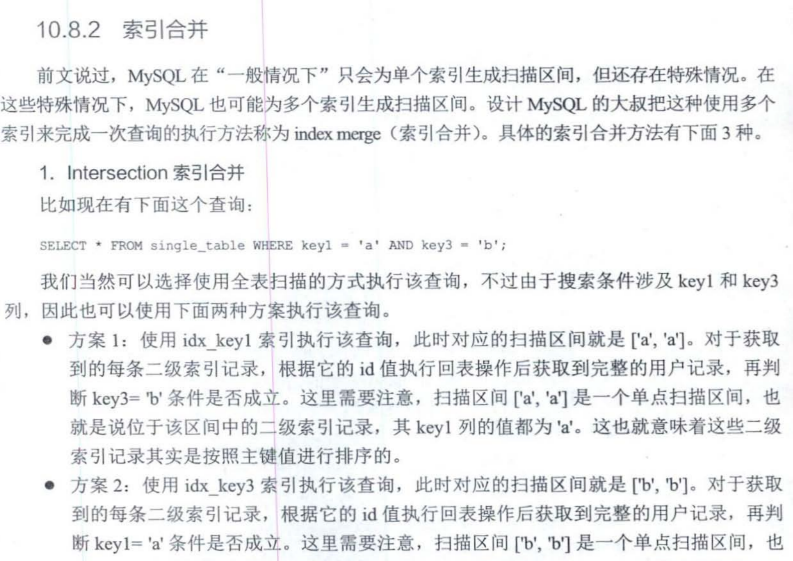 10.8.2 索引合并
前文说过，MySQL 在“一般情况下”只会为单个索引生成扫描区间，但还存在特殊情况。在
这些特殊情况下，MySQL 也可能为多个索引生成扫描区间。设计 MySQL 的大叔把这种使用多个
索引来完成一次查询的执行方法称为 index merge（索引合并）。具体的索引合并方法有下面 3 种。
1. Intersection 索引合并
比如现在有下面这个查询：
SELECT * FROM single_table WHERE key1 = 'a' AND key3 = 'b';
我们当然可以选择使用全表扫描的方式执行该查询，不过由于搜索条件涉及 key1 和 key3
列，因此也可以使用下面两种方案执行该查询。
● 方案 1：使用 idx_key1 索引执行该查询，此时对应的扫描区间就是 ['a', 'a']。对于获取
到的每条二级索引记录，根据它的 id 值执行回表操作后获取到完整的用户记录，再判
断 key3= 'b' 条件是否成立。这里需要注意，扫描区间 ['a', 'a'] 是一个单点扫描区间，也
就是说位于该区间中的二级索引记录，其 key1 列的值都为 'a'。这也就意味着这些二级
索引记录其实是按照主键值进行排序的。
● 方案 2：使用 idx_key3 索引执行该查询，此时对应的扫描区间就是 ['b', 'b']。对于获取
到的每条二级索引记录，根据它的 id 值执行回表操作后获取到完整的用户记录，再判
断 key1= 'a' 条件是否成立。这里需要注意，扫描区间 ['b', 'b'] 是一个单点扫描区间，也